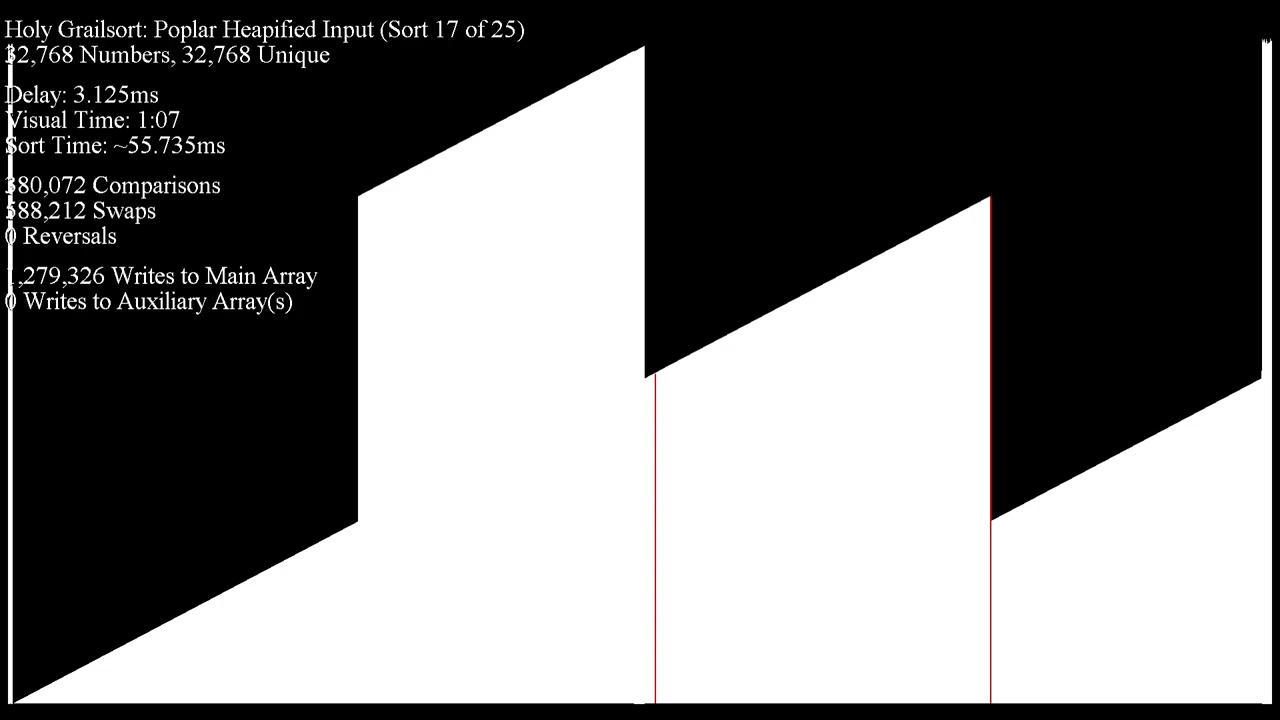 Holy Grailsort: Poplar Heapified Input (Sort 17 of 25)
32,768 Numbers, 32,768 Unique
Delay: 3.125ms
Visual Time: 1:07
Sort Time: ~55.735ms
380,072 Comparisons
588,212 Swaps
0 Reversals
1,279,326 Writes to Main Array
0 Writes to Auxiliary Array(s)